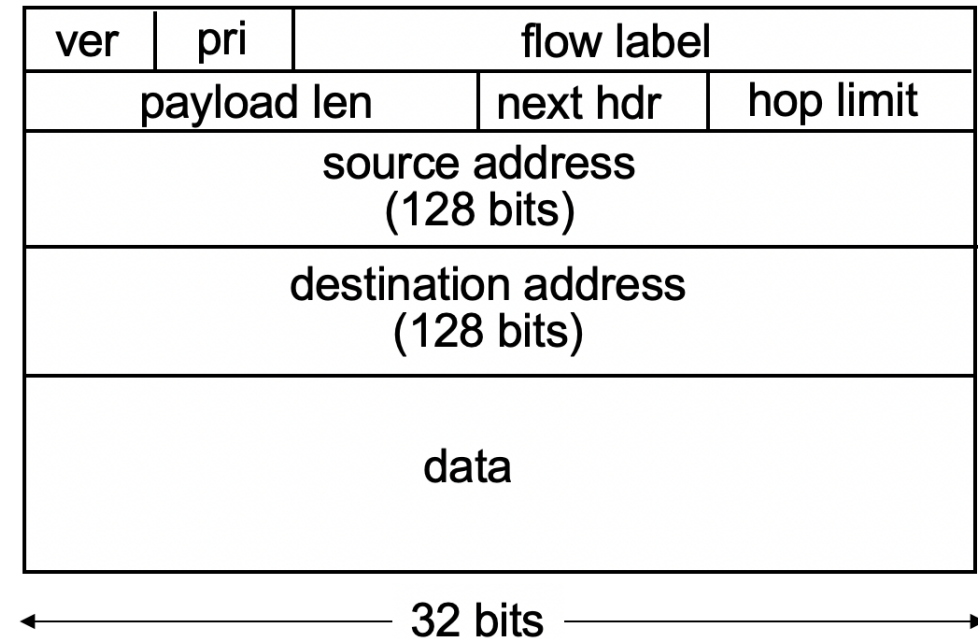 ver pri flow label
payload len next hdr hop limit
source address
(128 bits)
destination address
(128 bits)
data
32 bits